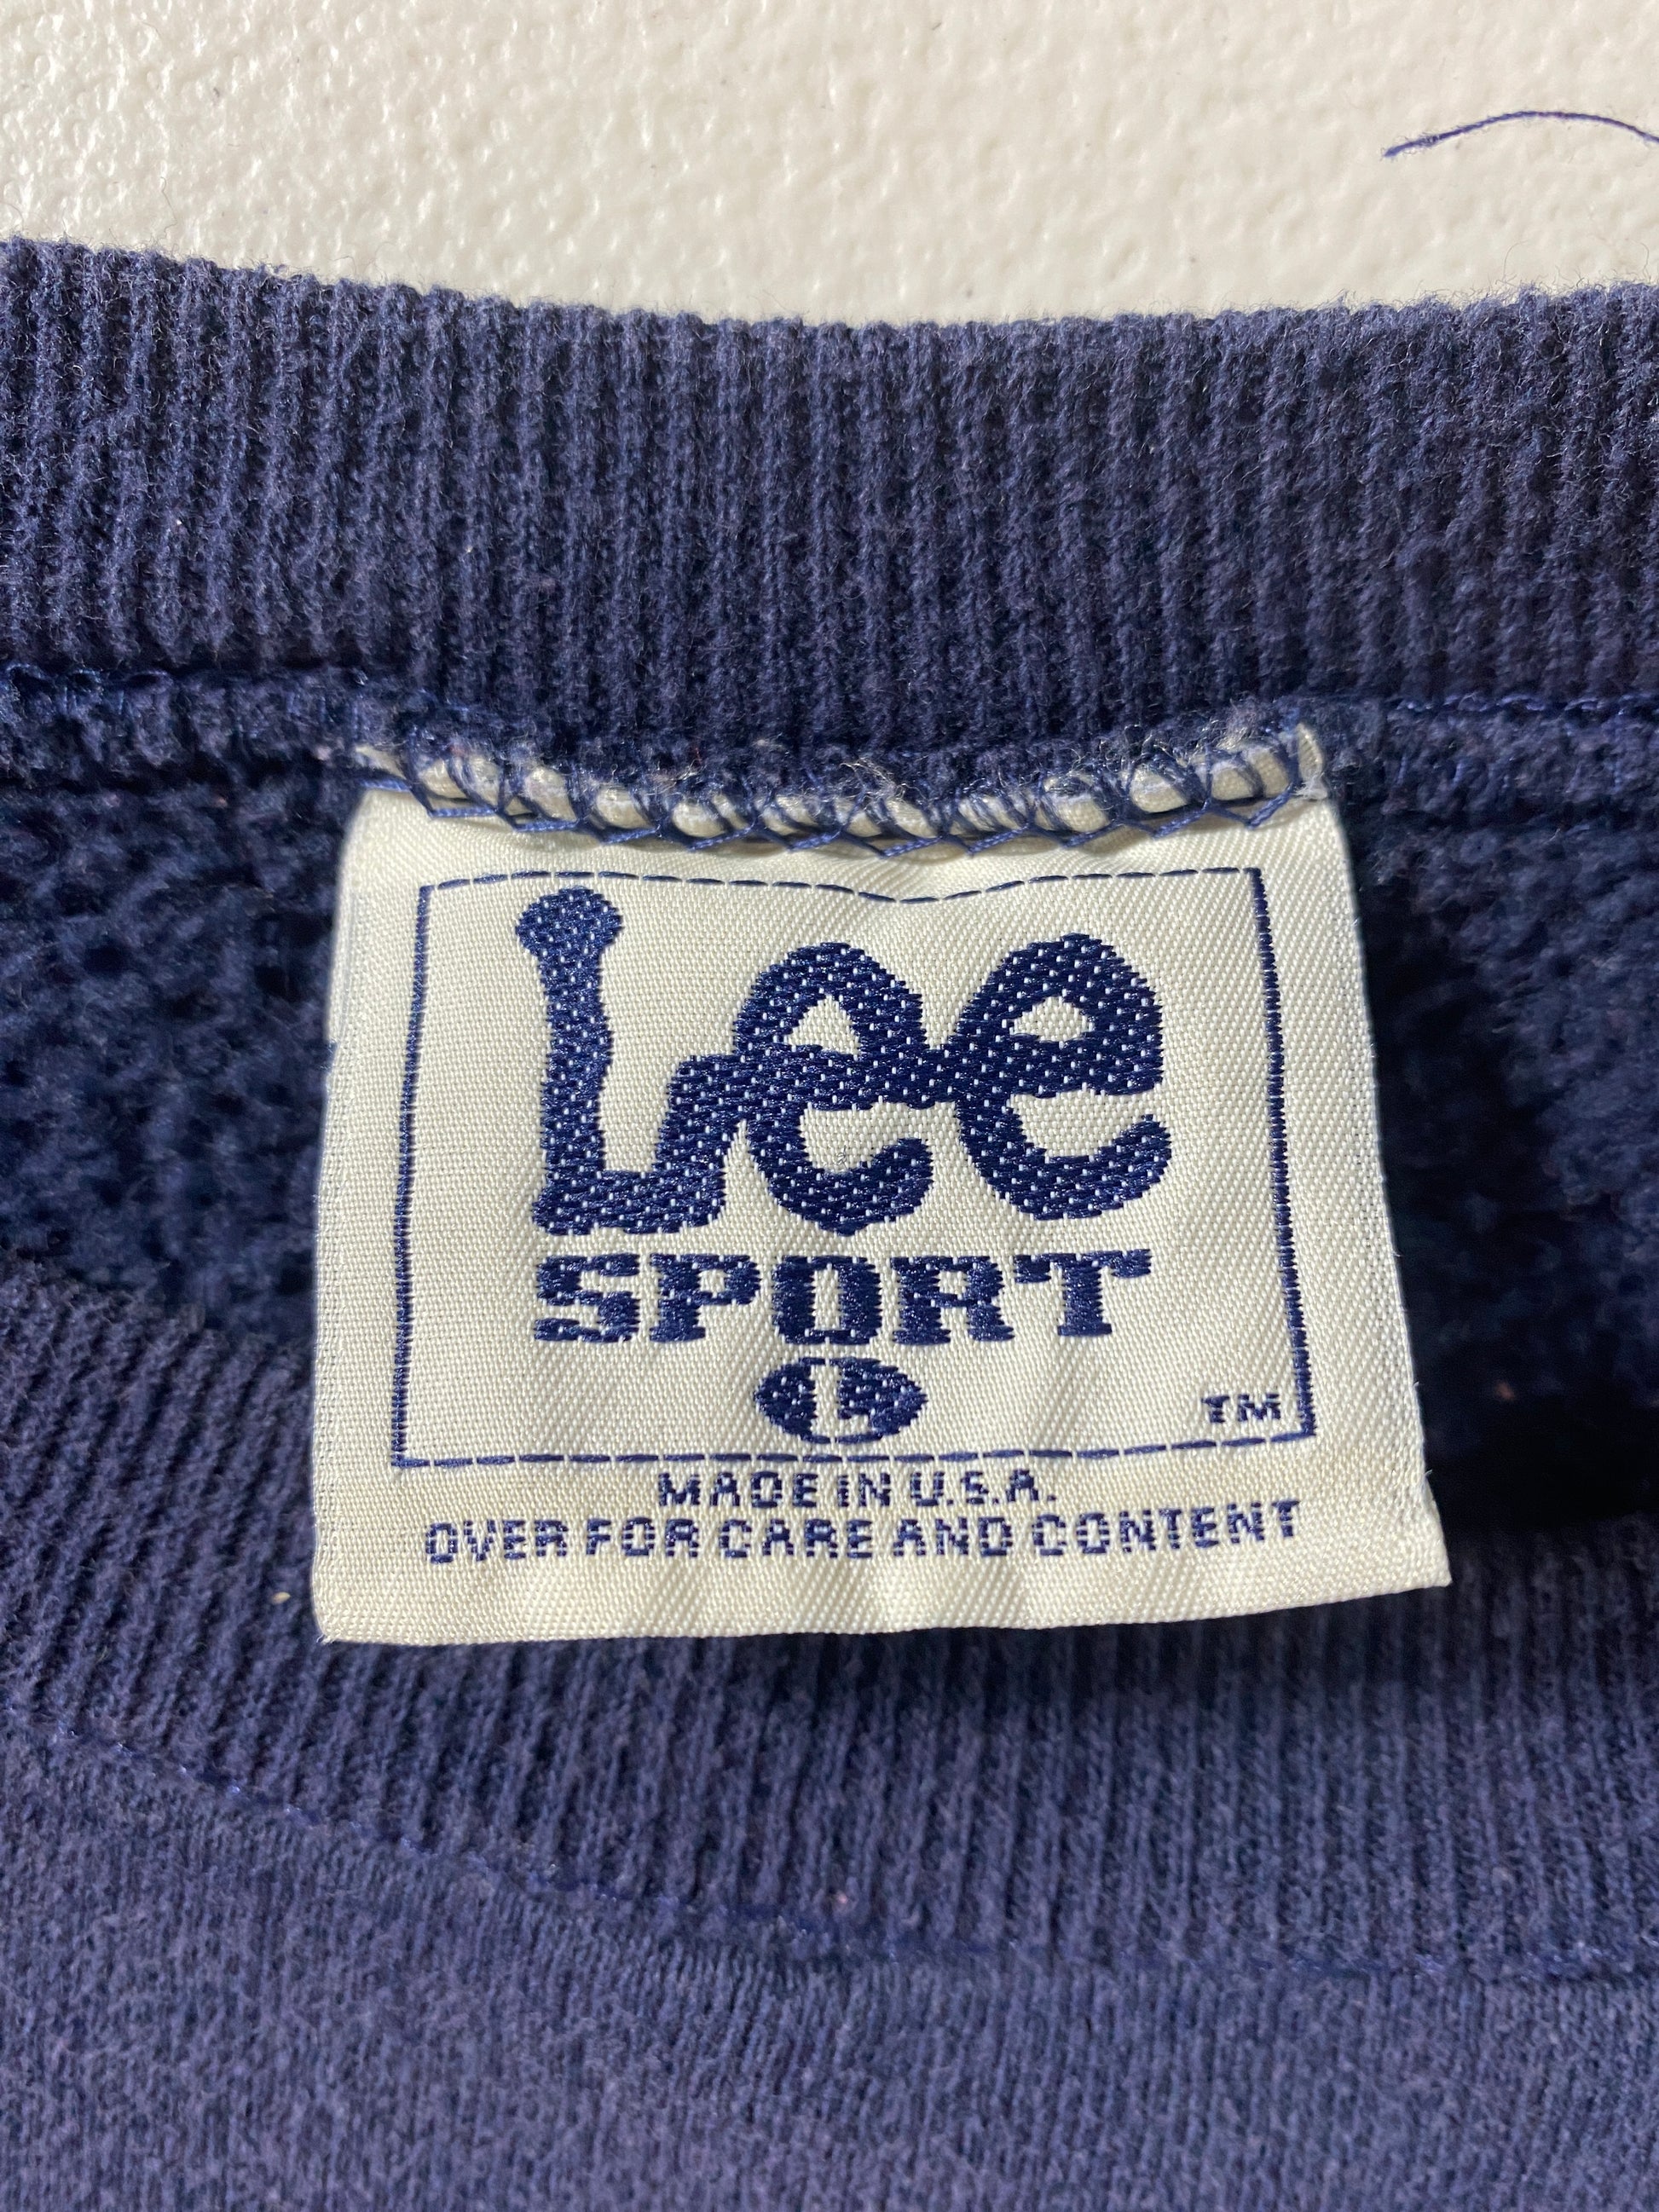 Lee
SPORT
L
TM
MADE IN U.S.A.
OVER FOR CARE AND CONTENT